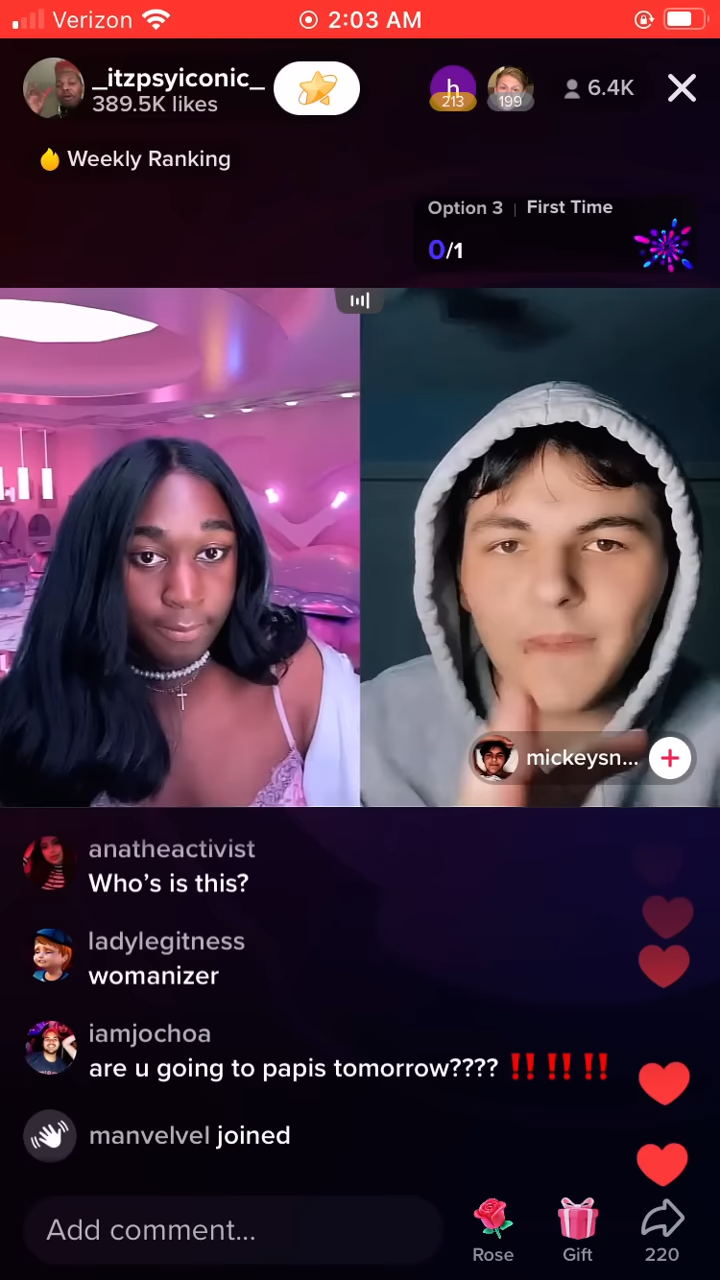 Verizon 2:03 AM
_itzpsyiconic_
389.5K likes
h
213
199
6.4K
Weekly Ranking
Option 3 | First Time
0/1
mickeysn...
anatheactivist
Who's is this?
ladylegitness
womanizer
iamjochoa
are u going to papis tomorrow???? ‼️‼️‼️
manvelvel joined
Add comment...
Rose
Gift
220